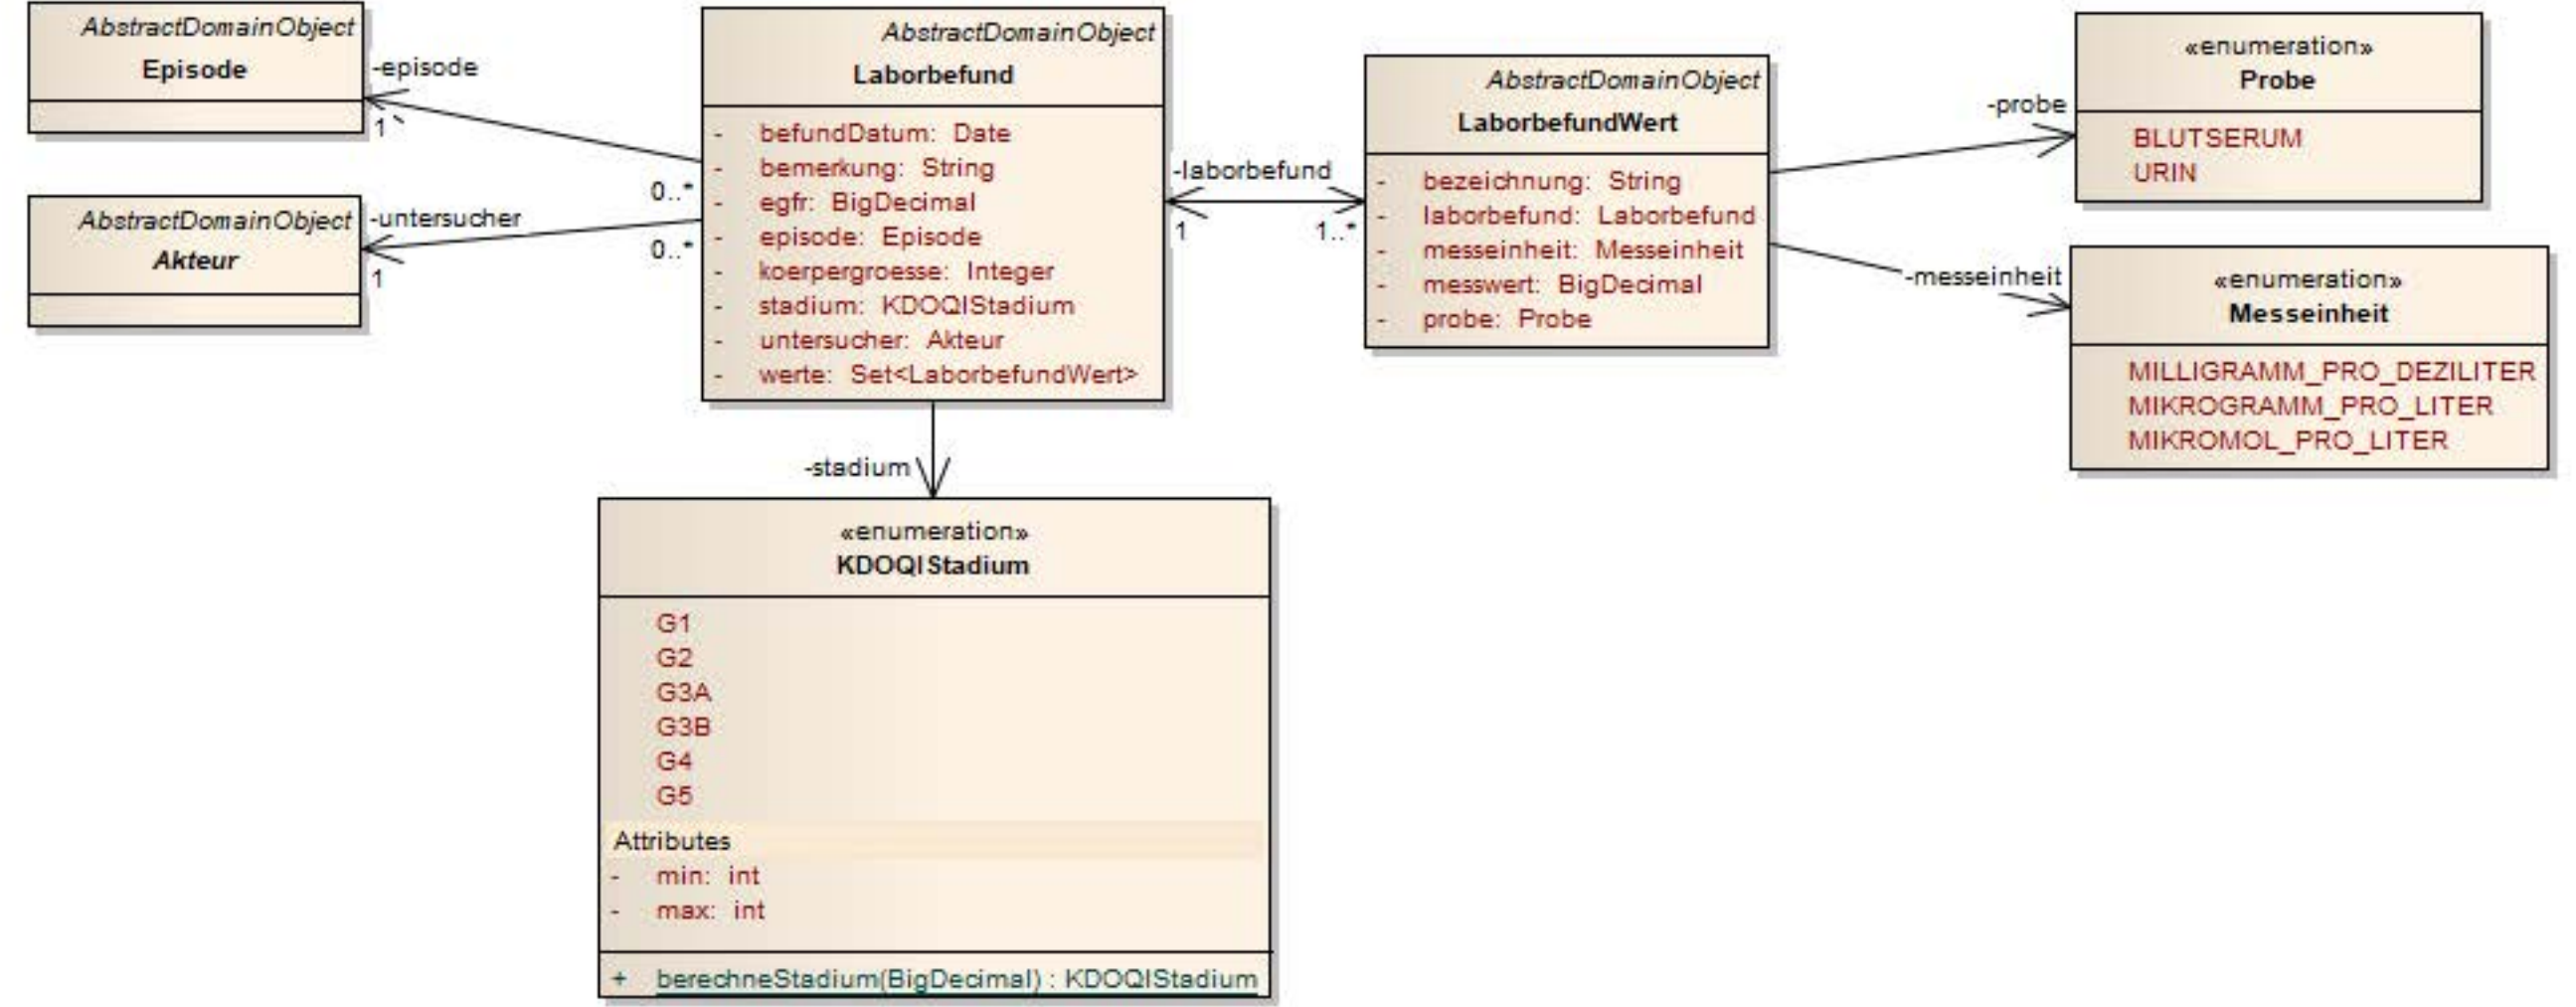 AbstractDomainObject
Episode
-episode
1
AbstractDomainObject
Akteur
-untersucher
1
0..*
0..*
AbstractDomainObject
Laborbefund
- befundDatum: Date
- bemerkung: String
- egfr: BigDecimal
- episode: Episode
- koerpergroesse: Integer
- stadium: KDOQIStadium
- untersucher: Akteur
- werte: Set<LaborbefundWert>
-laborbefund
1
1..*
AbstractDomainObject
LaborbefundWert
- bezeichnung: String
- laborbefund: Laborbefund
- messeinheit: Messeinheit
- messwert: BigDecimal
- probe: Probe
-probe
«enumeration»
Probe
BLUTSERUM
URIN
-messeinheit
«enumeration»
Messeinheit
MILLIGRAMM_PRO_DEZILITER
MIKROGRAMM_PRO_LITER
MIKROMOL_PRO_LITER
-stadium
«enumeration»
KDOQIStadium
G1
G2
G3A
G3B
G4
G5
Attributes
- min: int
- max: int
+ berechneStadium(BigDecimal) : KDOQIStadium